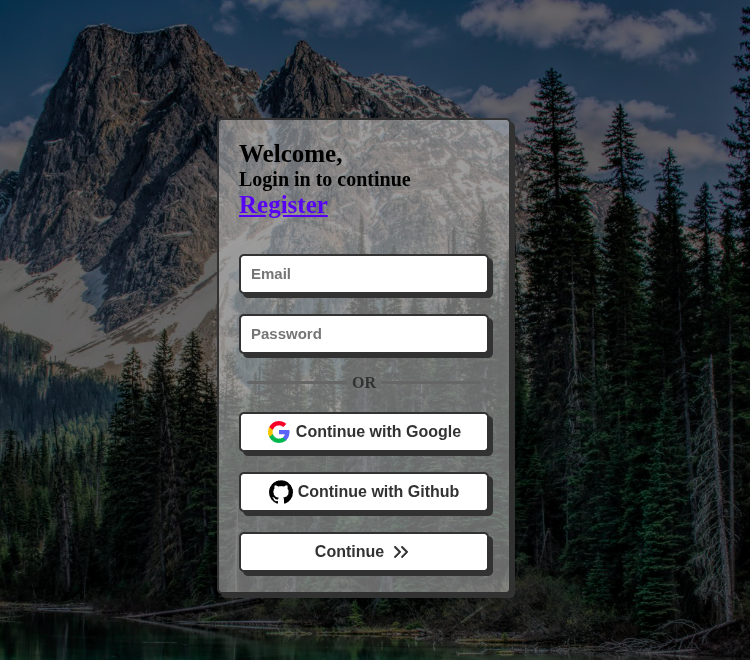 Welcome,
Login in to continue
Register
Email
Password
OR
Continue with Google
Continue with Github
Continue